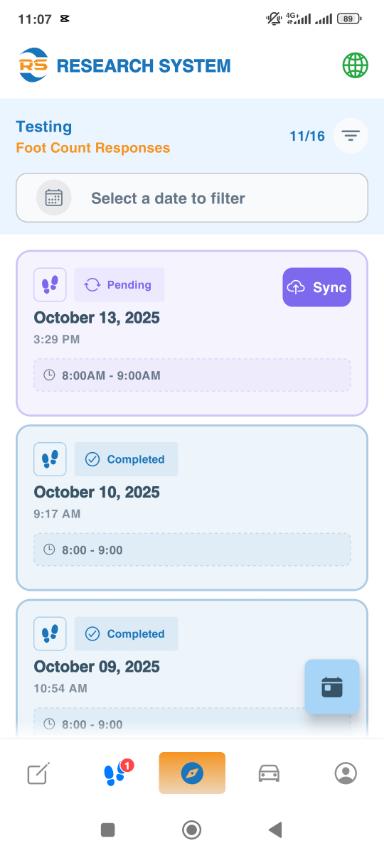 11:07
4G
89
RS RESEARCH SYSTEM
Testing
11/16
Foot Count Responses
Select a date to filter
Pending
Sync
October 13, 2025
3:29 PM
8:00AM - 9:00AM
Completed
October 10, 2025
9:17 AM
8:00 - 9:00
Completed
October 09, 2025
10:54 AM
8:00 - 9:00
1